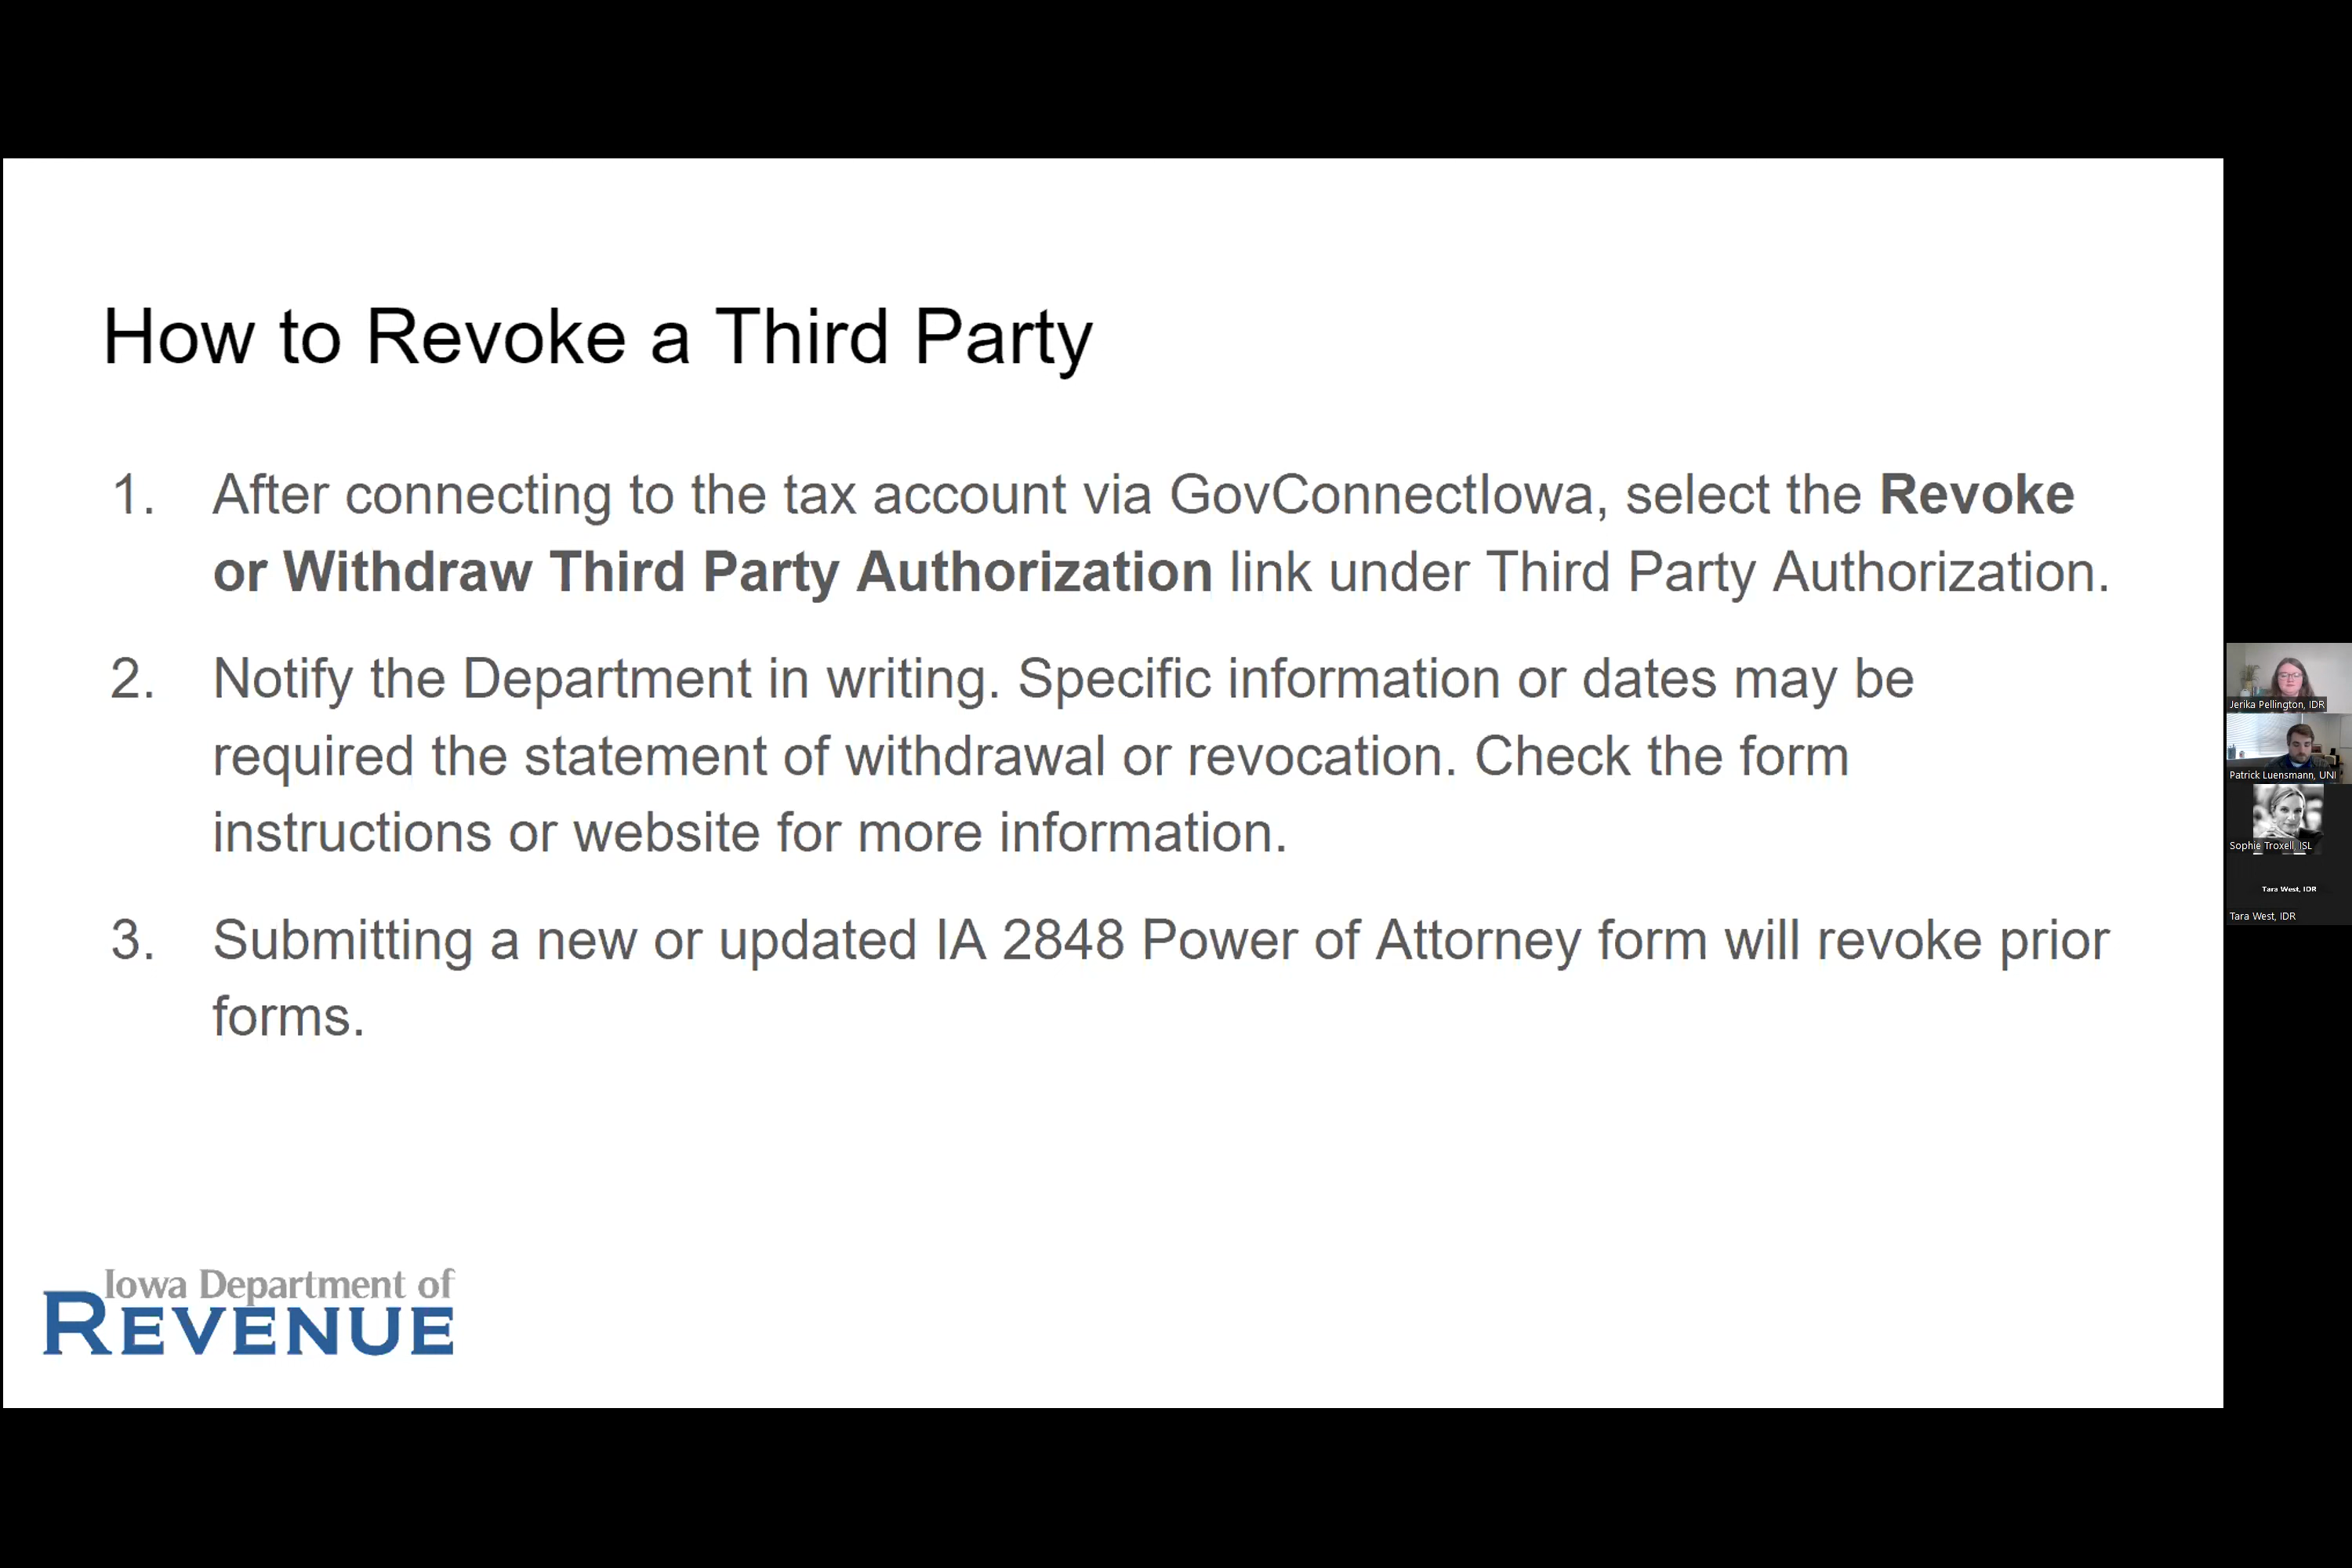 How to Revoke a Third Party
1. After connecting to the tax account via GovConnectIowa, select the Revoke
or Withdraw Third Party Authorization link under Third Party Authorization.
2. Notify the Department in writing. Specific information or dates may be
required the statement of withdrawal or revocation. Check the form
instructions or website for more information.
3. Submitting a new or updated IA 2848 Power of Attorney form will revoke prior
forms.
Iowa Department of
REVENUE
Jerika Pellington, IDR
Patrick Luensmann, UNI
Sophie Troxell, ISL
Tara West, IDR
Tara West, IDR